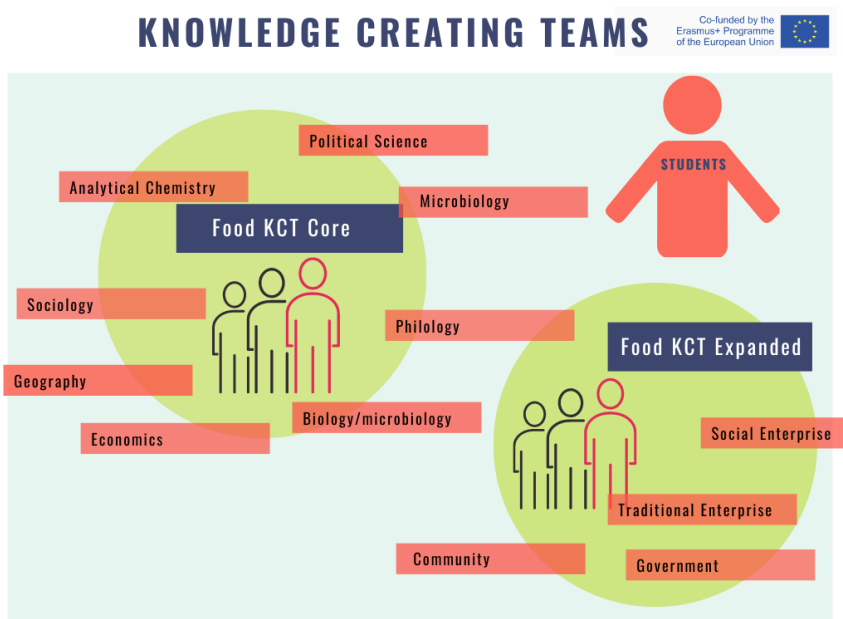 KNOWLEDGE CREATING TEAMS
Co-funded by the
Erasmus+ Programme
of the European Union
Political Science
STUDENTS
Analytical Chemistry
Microbiology
Food KCT Core
Sociology
Philology
Food KCT Expanded
Geography
Biology/microbiology
Economics
Social Enterprise
Traditional Enterprise
Community
Government